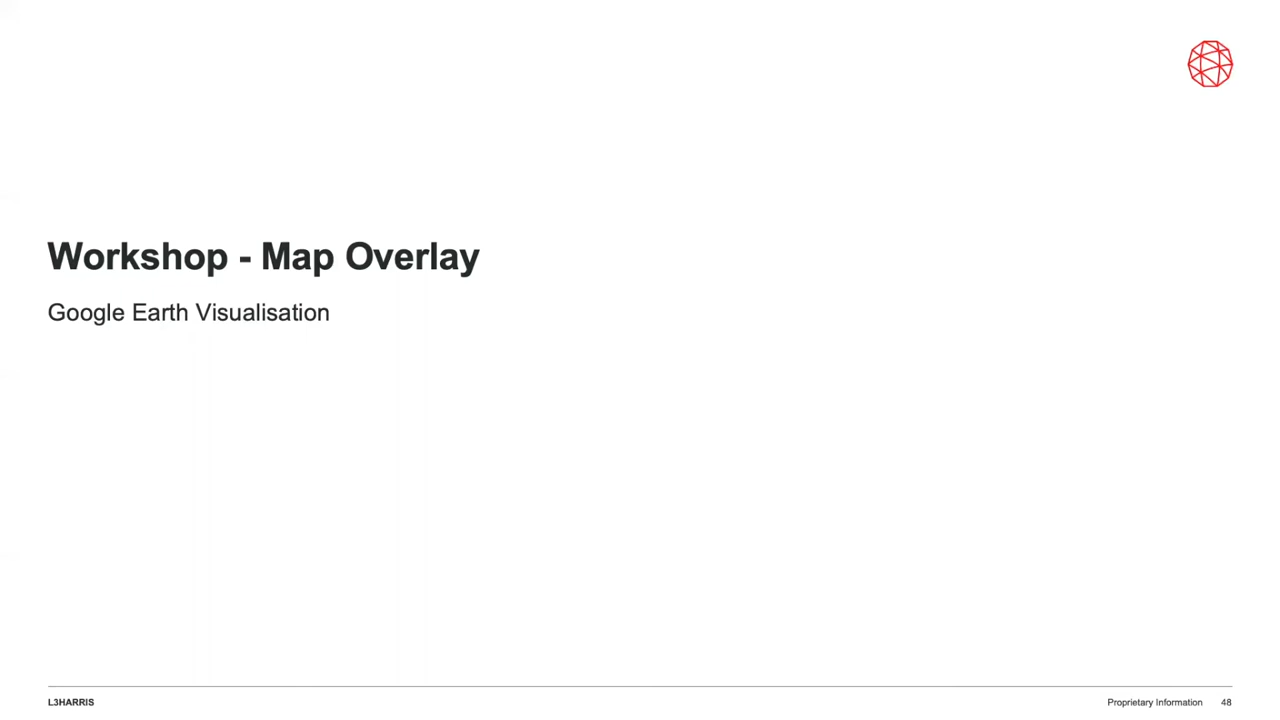 Workshop - Map Overlay
Google Earth Visualisation
L3HARRIS
Proprietary Information 48